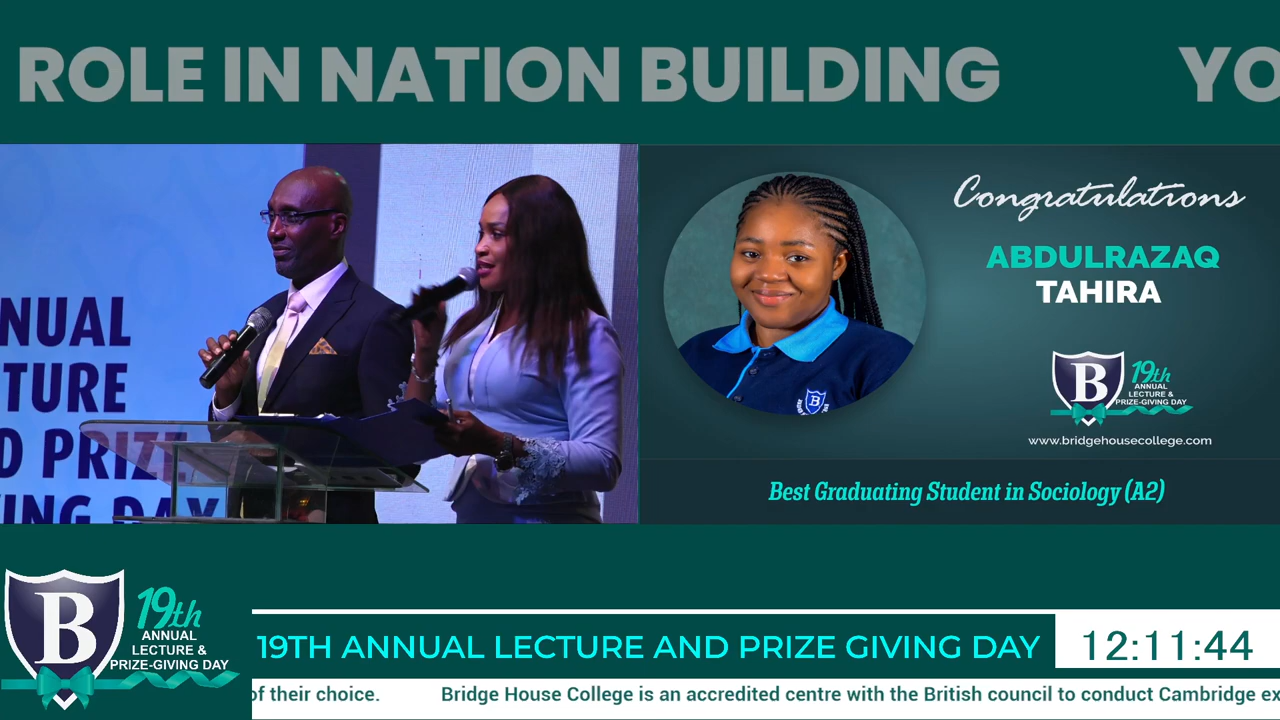 ROLE IN NATION BUILDING YO
NUAL
TURE
D PRIZE
ING DAY
Congratulations
ABDULRAZAQ
TAHIRA
B
19th
ANNUAL
LECTURE &
PRIZE-GIVING DAY
www.bridgehousecollege.com
Best Graduating Student in Sociology (A2)
B
19th
ANNUAL
LECTURE &
PRIZE-GIVING DAY
19TH ANNUAL LECTURE AND PRIZE GIVING DAY
12:11:44
of their choice. Bridge House College is an accredited centre with the British council to conduct Cambridge ex